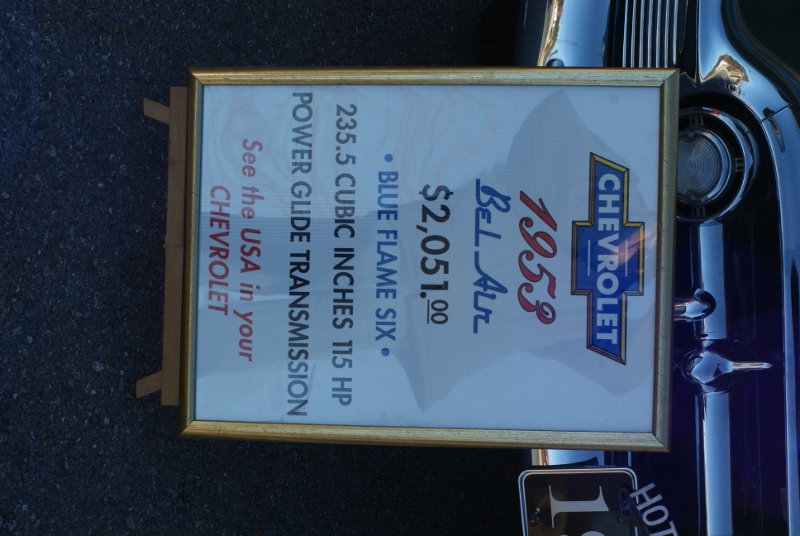 CHEVROLET
1953
Bel Air
$2,051.00
• BLUE FLAME SIX •
235.5 CUBIC INCHES 115 HP
POWER GLIDE TRANSMISSION
See the USA in your
CHEVROLET
HOT